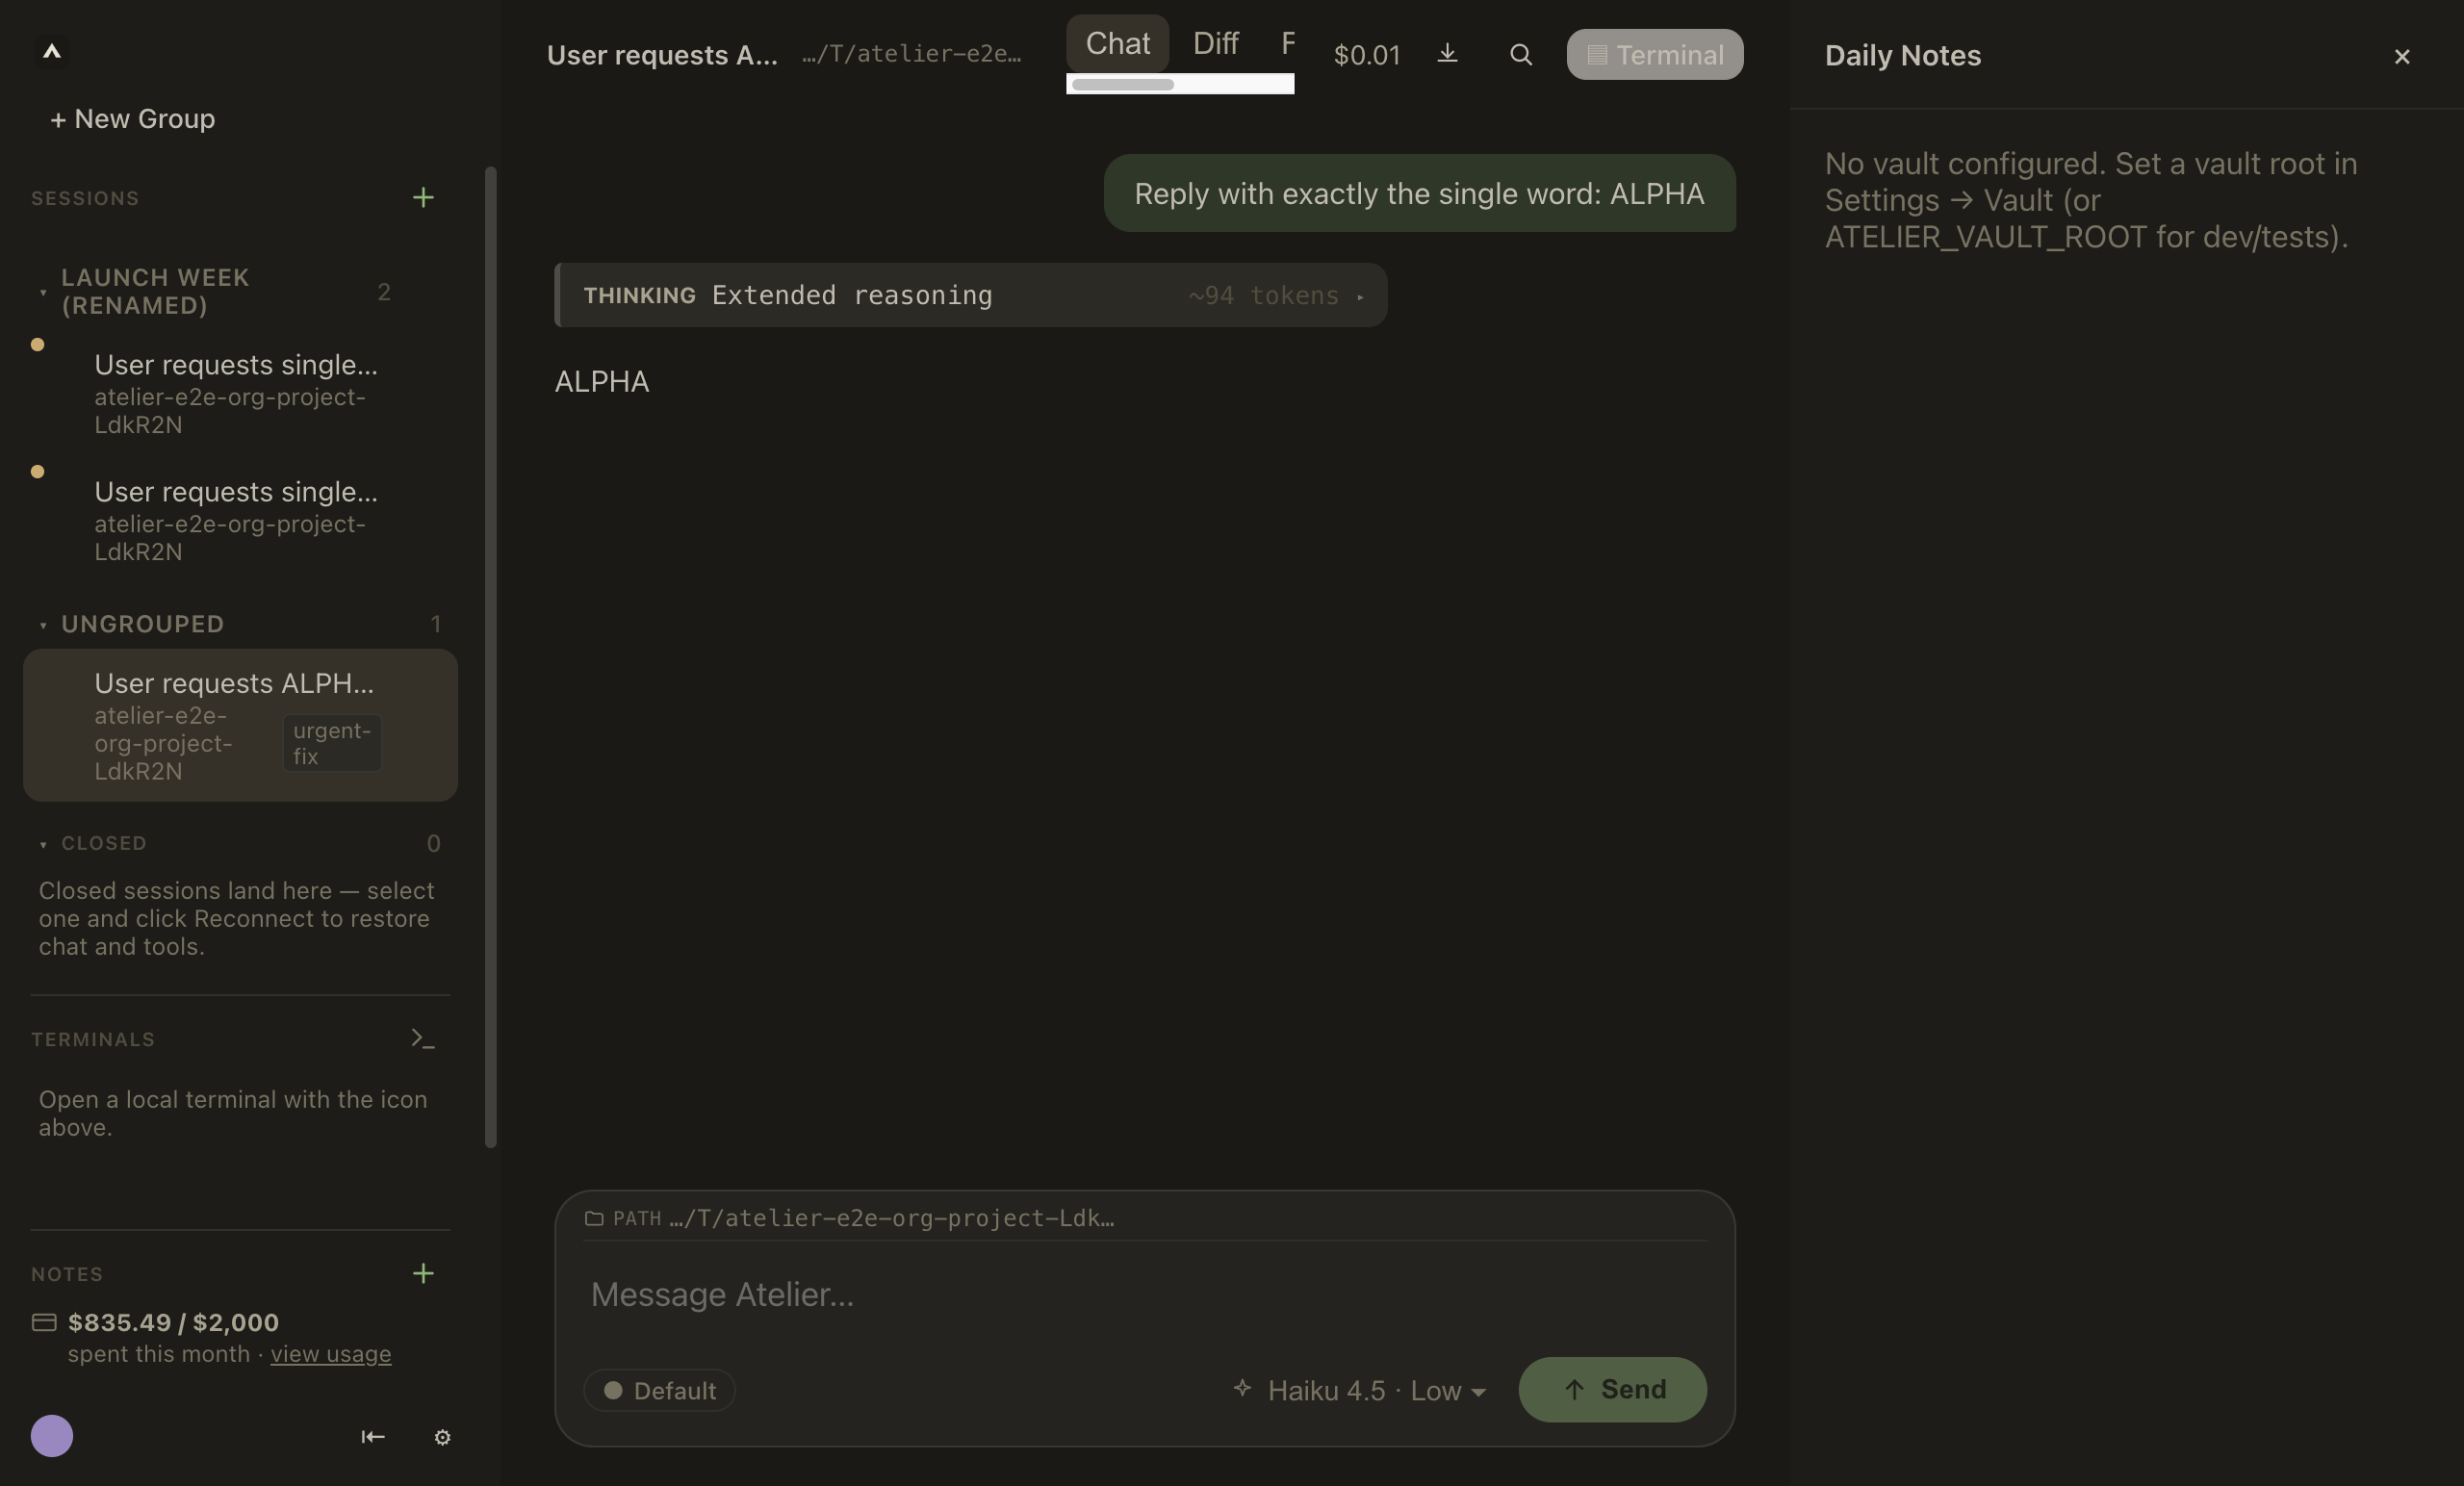 + New Group
SESSIONS
LAUNCH WEEK
(RENAMED)
2
User requests single...
atelier-e2e-org-project-
LdkR2N
User requests single...
atelier-e2e-org-project-
LdkR2N
UNGROUPED
1
User requests ALPH...
atelier-e2e-
org-project-
LdkR2N
urgent-
fix
CLOSED
0
Closed sessions land here — select
one and click Reconnect to restore
chat and tools.
TERMINALS
Open a local terminal with the icon
above.
NOTES
$835.49 / $2,000
spent this month · view usage
User requests A...
…/T/atelier-e2e…
Chat
Diff
F
$0.01
Terminal
Reply with exactly the single word: ALPHA
THINKING Extended reasoning
~94 tokens
ALPHA
PATH …/T/atelier-e2e-org-project-Ldk…
Message Atelier...
Default
Haiku 4.5 · Low
Send
Daily Notes
No vault configured. Set a vault root in
Settings → Vault (or
ATELIER_VAULT_ROOT for dev/tests).